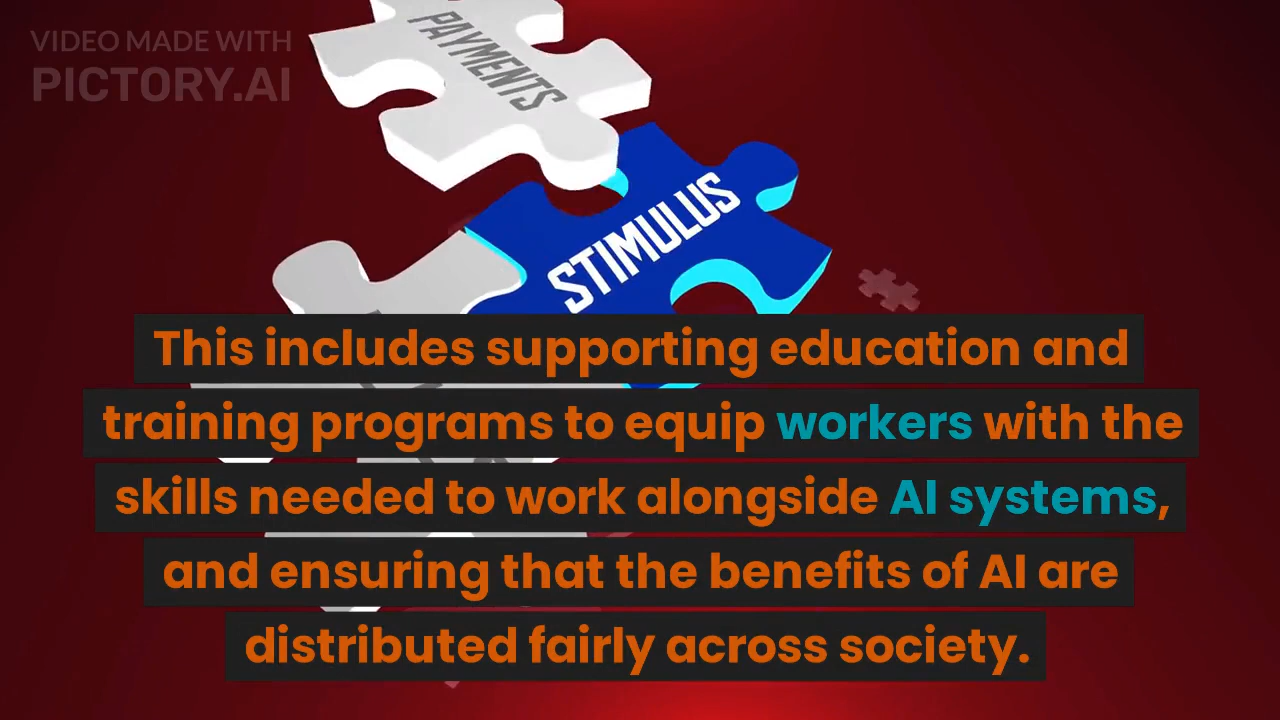 VIDEO MADE WITH
PICTORY.AI
PAYMENTS
STIMULUS
This includes supporting education and
training programs to equip workers with the
skills needed to work alongside AI systems,
and ensuring that the benefits of AI are
distributed fairly across society.